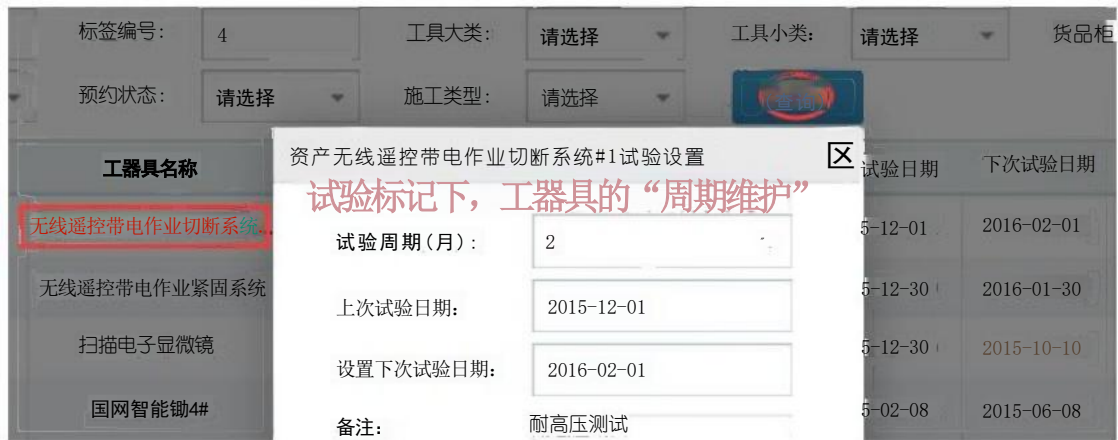 标签编号: 4 工具大类: 请选择 工具小类: 请选择 货品柜
预约状态: 请选择 施工类型: 请选择 查询
工器具名称 试验日期 下次试验日期
资产无线遥控带电作业切断系统#1试验设置
试验标记下，工器具的“周期维护”
无线遥控带电作业切断系统... 5-12-01 2016-02-01
试验周期(月): 2
无线遥控带电作业紧固系统 5-12-30 2016-01-30
上次试验日期: 2015-12-01
扫描电子显微镜 5-12-30 2015-10-10
设置下次试验日期: 2016-02-01
国网智能锄4# 5-02-08 2015-06-08
备注: 耐高压测试